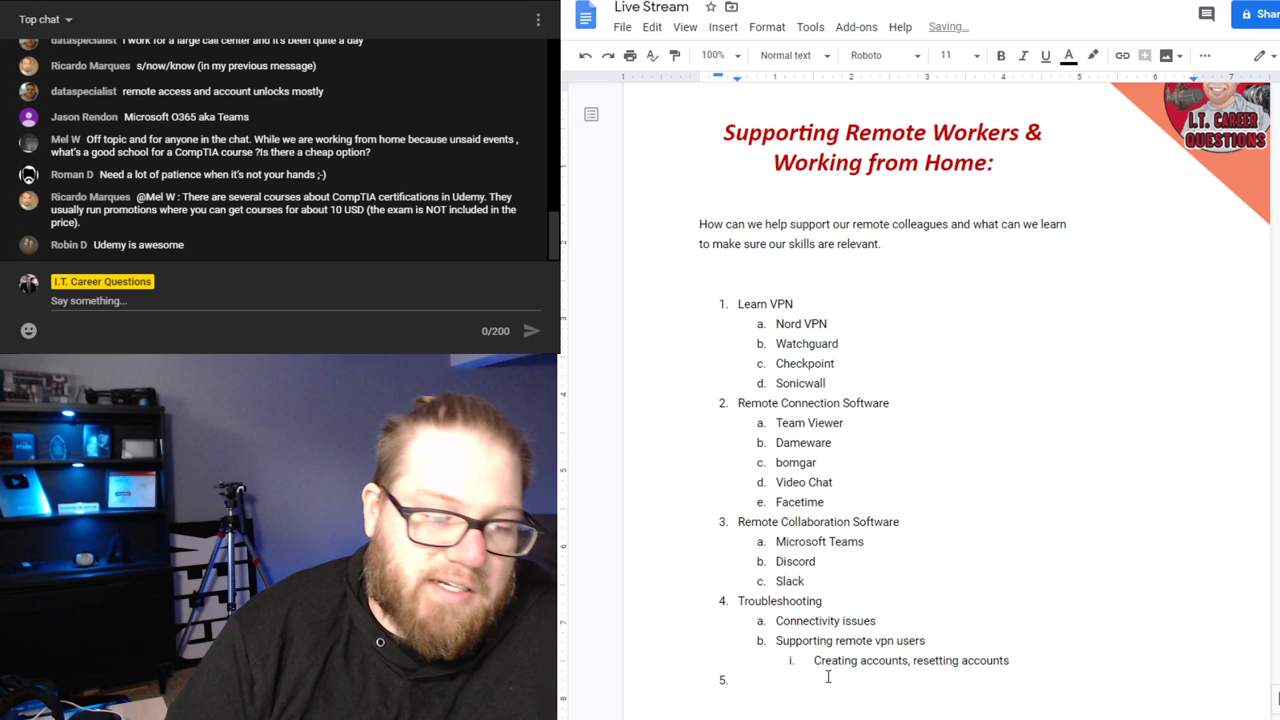 Top chat
dataspecialist I work for a large call center and it's been quite a day
Ricardo Marques s/now/know (in my previous message)
dataspecialist remote access and account unlocks mostly
Jason Rendon Microsoft O365 aka Teams
Mel W Off topic and for anyone in the chat. While we are working from home because unsaid events ,
what's a good school for a CompTIA course ?Is there a cheap option?
Roman D Need a lot of patience when it's not your hands ;-)
Ricardo Marques @Mel W : There are several courses about CompTIA certifications in Udemy. They
usually run promotions where you can get courses for about 10 USD (the exam is NOT included in the
price).
Robin D Udemy is awesome
I.T. Career Questions
Say something...
0/200
Live Stream
File Edit View Insert Format Tools Add-ons Help Saving...
Shar
100% Normal text Roboto 11 B I U A
1 1 2 3 4 5 6 7
I.T. CAREER
QUESTIONS
Supporting Remote Workers &
Working from Home:
How can we help support our remote colleagues and what can we learn
to make sure our skills are relevant.
1. Learn VPN
a. Nord VPN
b. Watchguard
c. Checkpoint
d. Sonicwall
2. Remote Connection Software
a. Team Viewer
b. Dameware
c. bomgar
d. Video Chat
e. Facetime
3. Remote Collaboration Software
a. Microsoft Teams
b. Discord
c. Slack
4. Troubleshooting
a. Connectivity issues
b. Supporting remote vpn users
i. Creating accounts, resetting accounts
5.